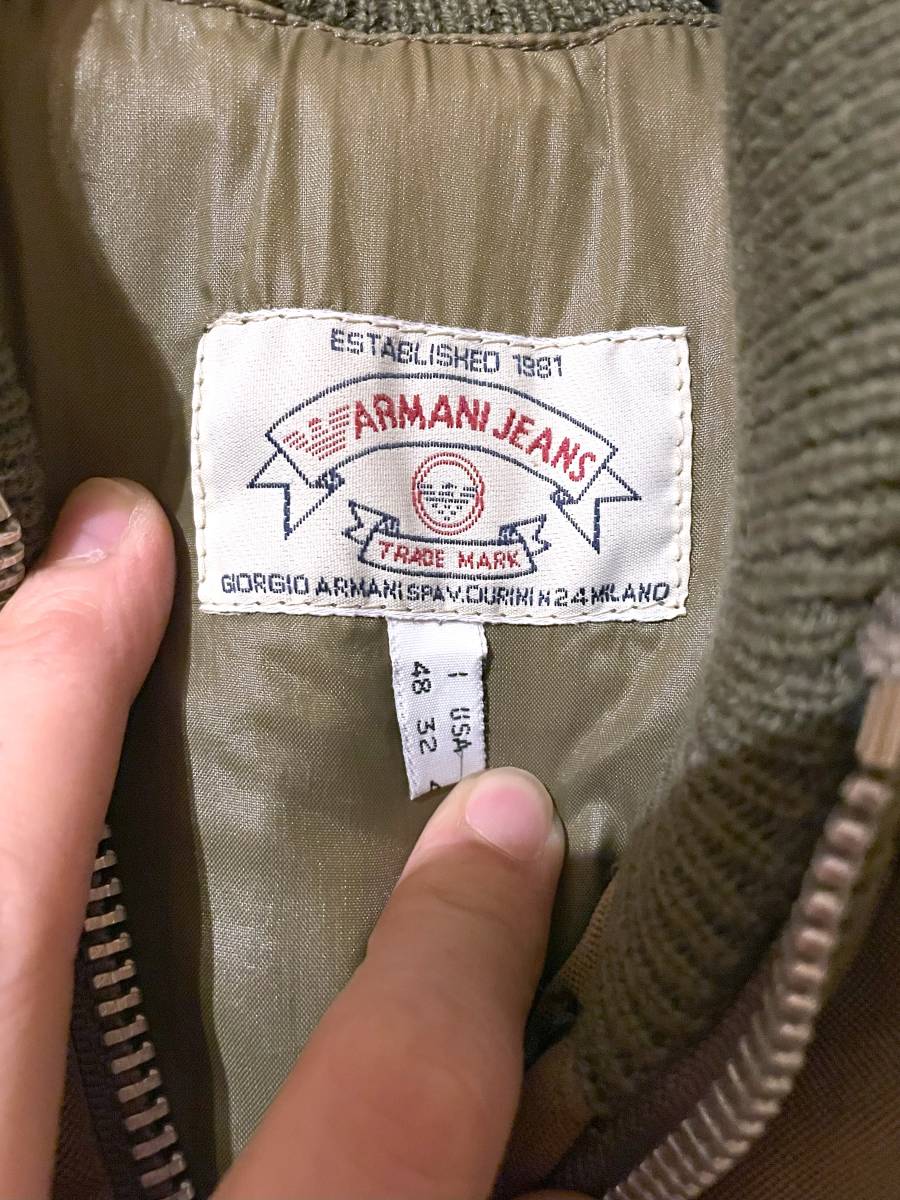 ESTABLISHED 1981
ARMANI JEANS
TRADE MARK
GIORGIO ARMANI SPA V. DURINI N 24 MILANO
I USA
48 32